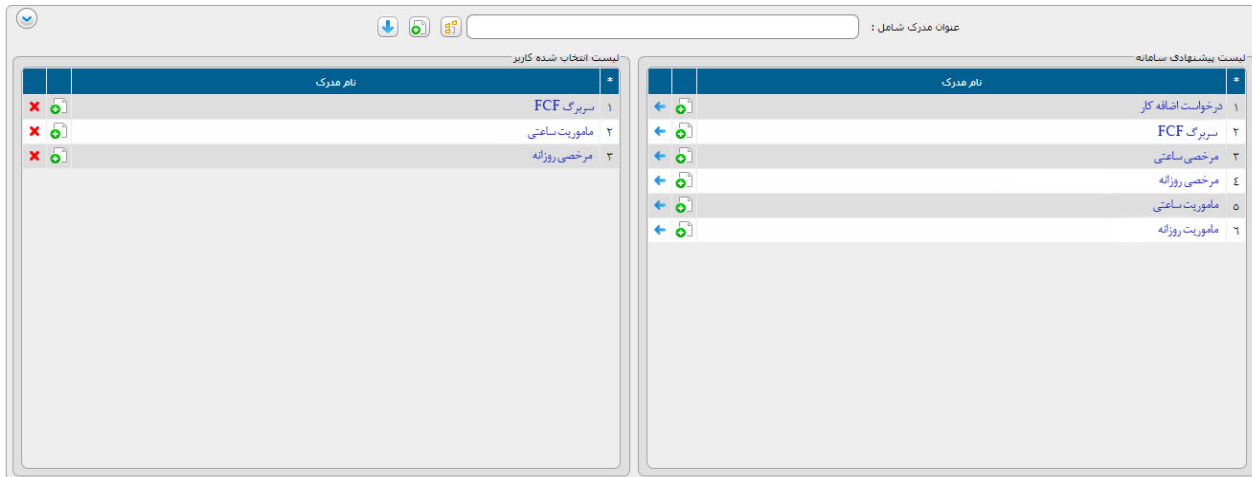 عنوان مدرک شامل :
لیست پیشنهادی سامانه
* نام مدرک
۱ درخواست اضافه کار
۲ سربرگ FCF
۳ مرخصی ساعتی
٤ مرخصی روزانه
٥ ماموریت ساعتی
٦ ماموریت روزانه
لیست انتخاب شده کاربر
* نام مدرک
۱ سربرگ FCF
۲ ماموریت ساعتی
۳ مرخصی روزانه